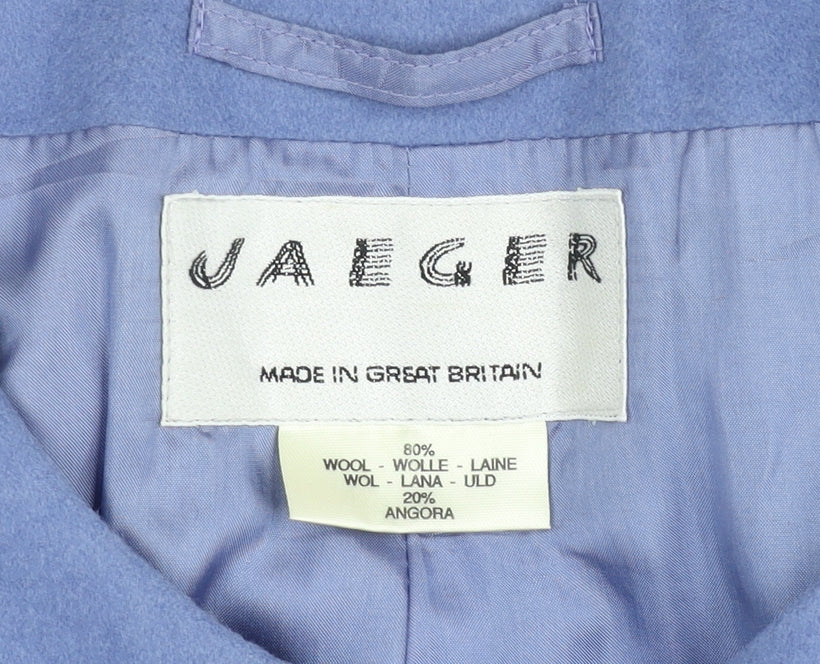 JAEGER
MADE IN GREAT BRITAIN
80%
WOOL - WOLLE - LAINE
WOL - LANA - ULD
20%
ANGORA